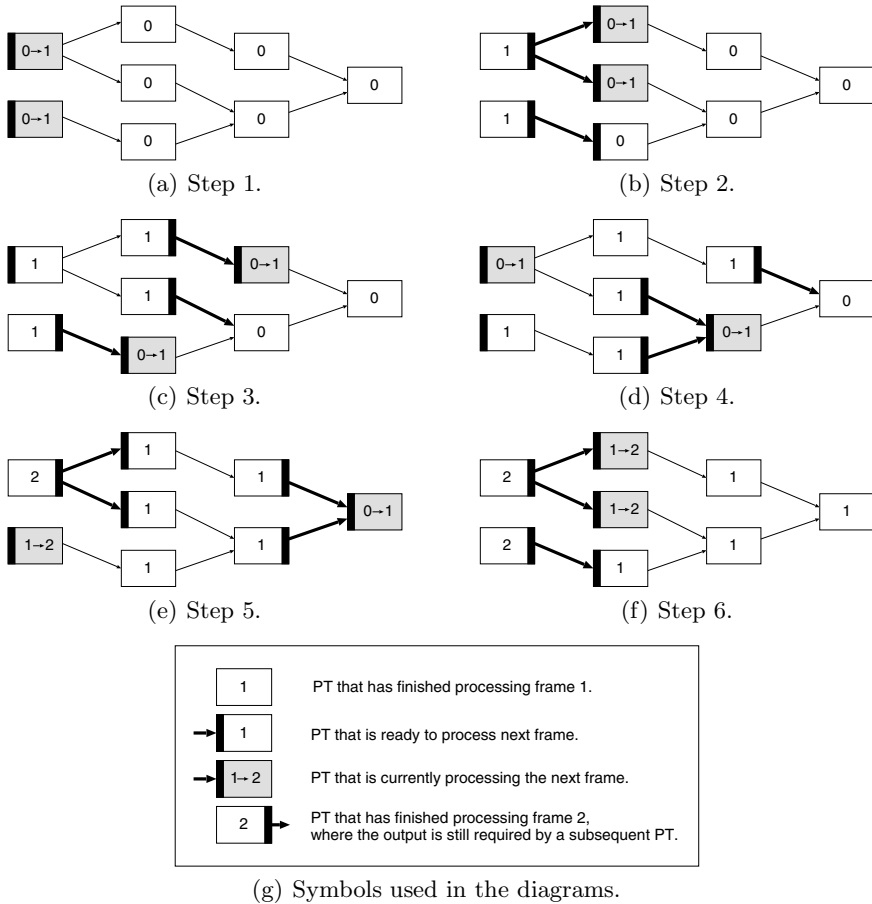 0
0→1 0
0 0
0→1 0
0
(a) Step 1.
0→1
1 0
0→1 0
1 0
0
(b) Step 2.
1
1 0→1
1 0
1 0
0→1
(c) Step 3.
1
0→1 1
1 0
1 0→1
1
(d) Step 4.
1
2 1
1 0→1
1→2 1
1
(e) Step 5.
1→2
2 1
1→2 1
2 1
1
(f) Step 6.
1 PT that has finished processing frame 1.
1 PT that is ready to process next frame.
1→2 PT that is currently processing the next frame.
2 PT that has finished processing frame 2,
where the output is still required by a subsequent PT.
(g) Symbols used in the diagrams.